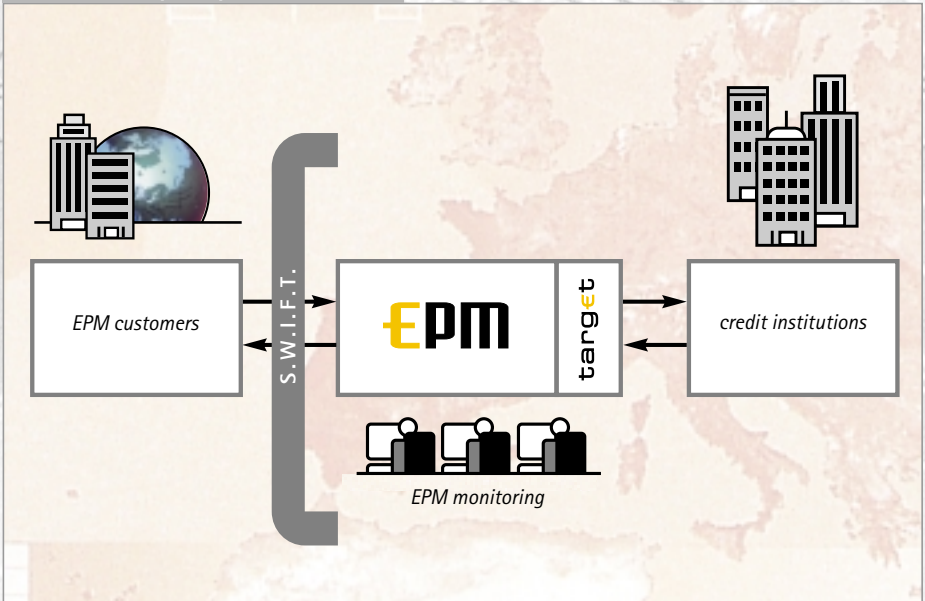 EPM customers
S.W.I.F.T.
EPM
target
credit institutions
EPM monitoring